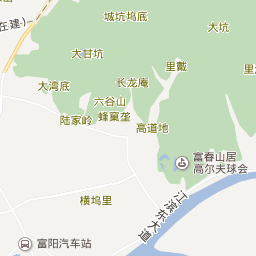 在建）
城坑坞底
大坑
大甘坑
里戴
大湾底
长龙庵
里
六谷山
陆家岭
蜂窠垄
高道地
富春山居
高尔夫球会
横坞里
江滨东大道
富阳汽车站